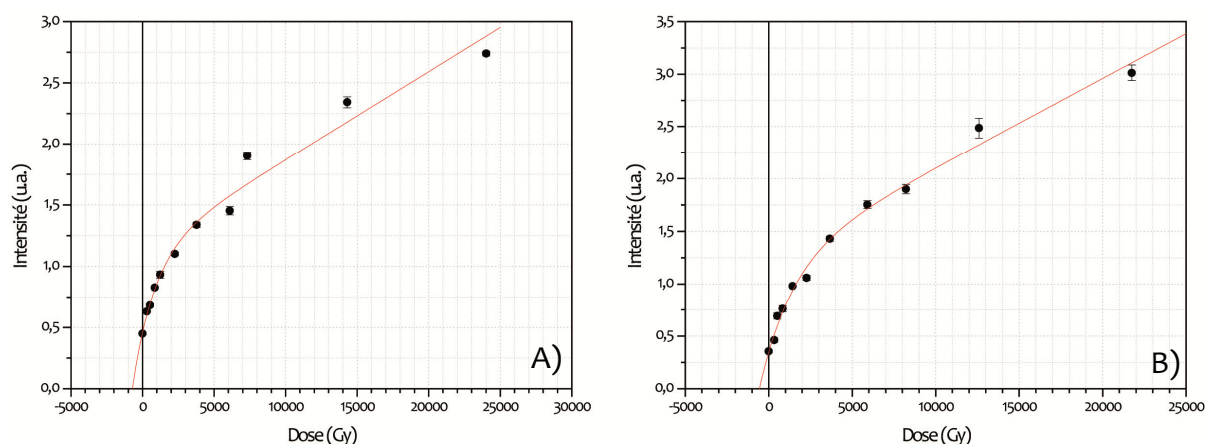 3,0
2,5
2,0
1,5
1,0
0,5
0,0
Intensité (u.a.)
-5000 0 5000 10000 15000 20000 25000 30000
Dose (Gy)
A)
3,5
3,0
2,5
2,0
1,5
1,0
0,5
0,0
Intensité (u.a.)
-5000 0 5000 10000 15000 20000 25000
Dose (Gy)
B)